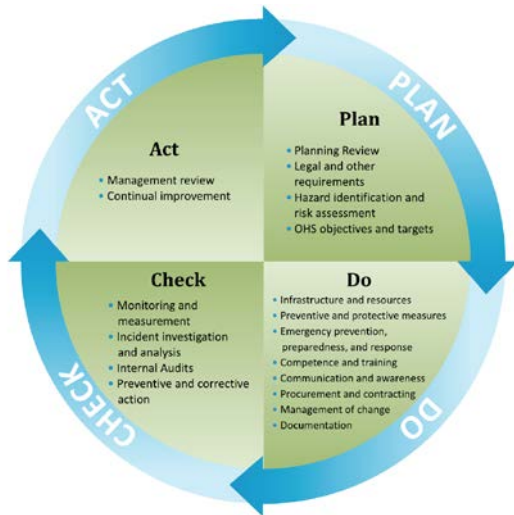 ACT
PLAN
Act
• Management review
• Continual improvement
Plan
• Planning Review
• Legal and other
requirements
• Hazard identification and
risk assessment
• OHS objectives and targets
Check
• Monitoring and
measurement
• Incident investigation
and analysis
• Internal Audits
• Preventive and corrective
action
Do
• Infrastructure and resources
• Preventive and protective measures
• Emergency prevention,
preparedness, and response
• Competence and training
• Communication and awareness
• Procurement and contracting
• Management of change
• Documentation
CHECK
DO